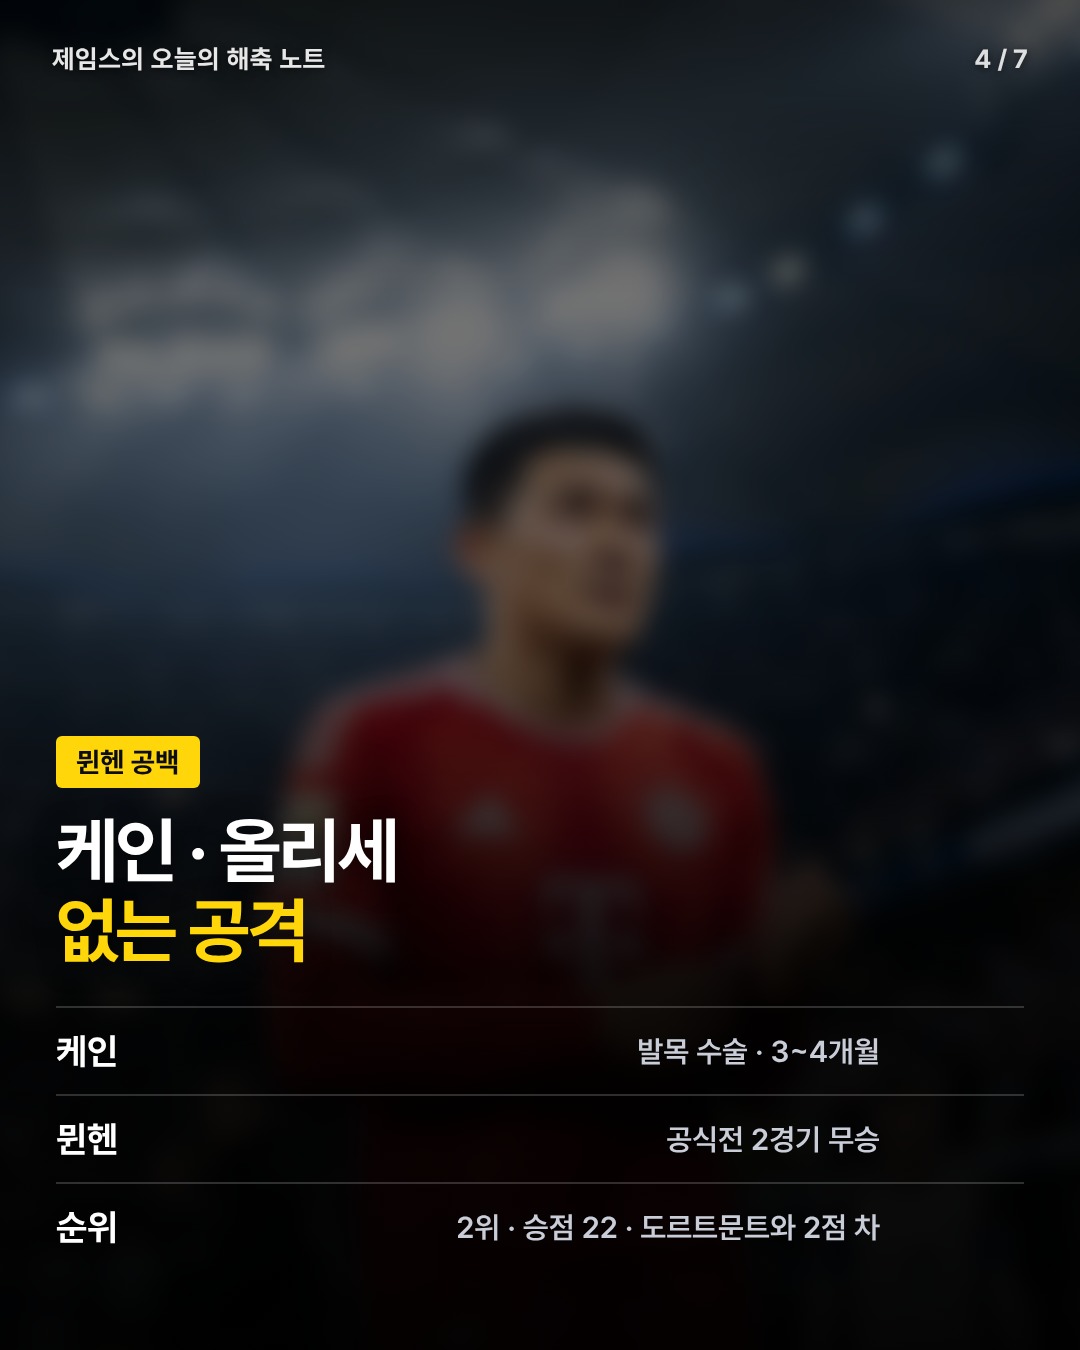 제임스의 오늘의 해축 노트
4 / 7
뮌헨 공백
케인 · 올리세
없는 공격
케인
발목 수술 · 3~4개월
뮌헨
공식전 2경기 무승
순위
2위 · 승점 22 · 도르트문트와 2점 차